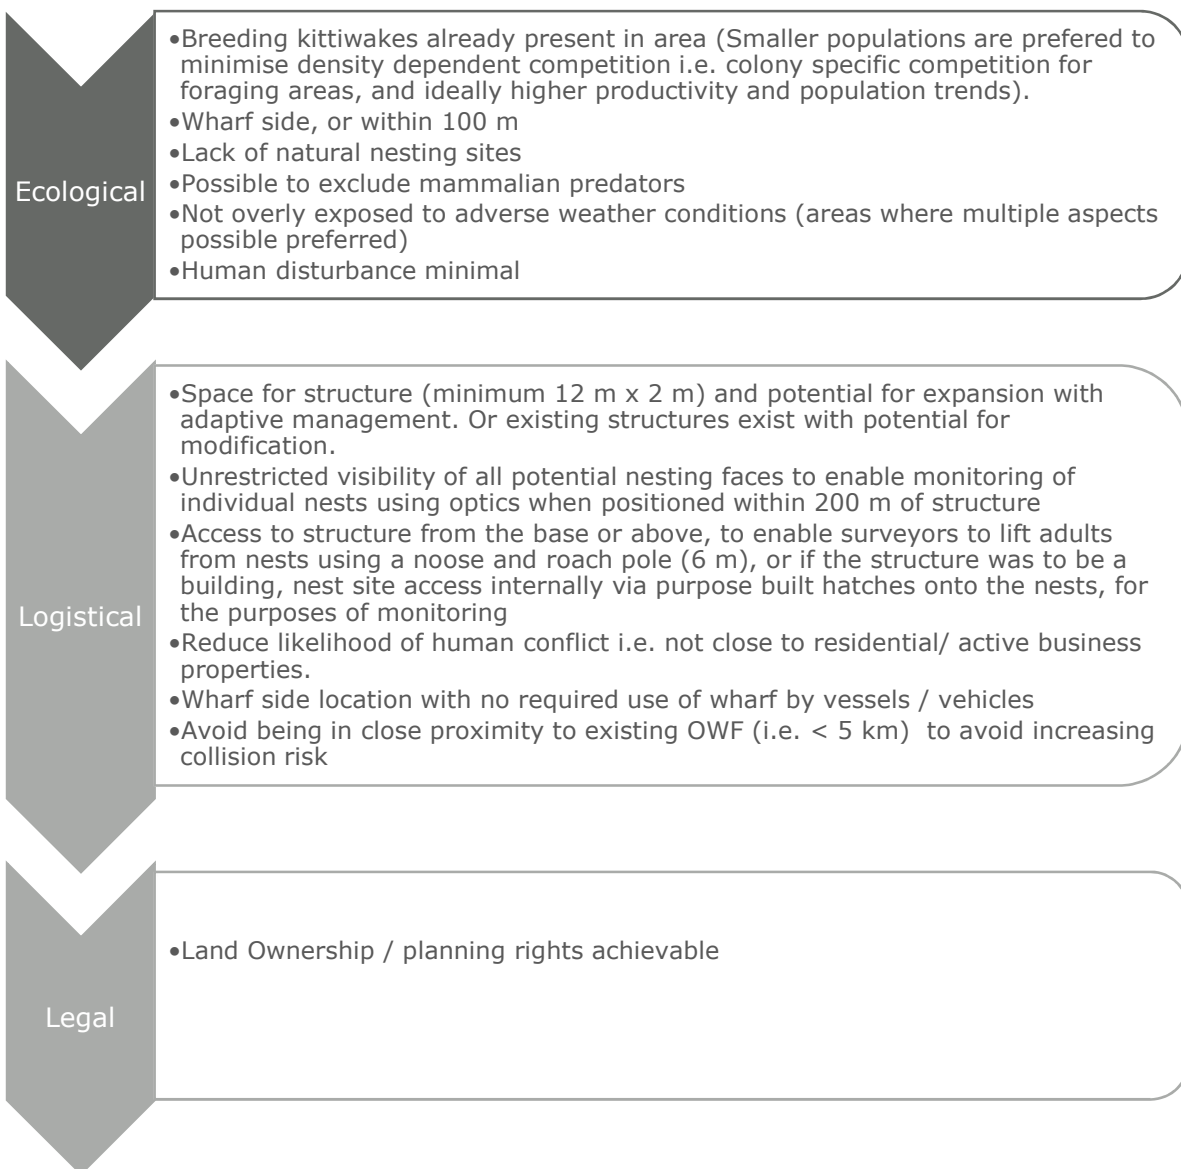 Ecological
•Breeding kittiwakes already present in area (Smaller populations are prefered to
minimise density dependent competition i.e. colony specific competition for
foraging areas, and ideally higher productivity and population trends).
•Wharf side, or within 100 m
•Lack of natural nesting sites
•Possible to exclude mammalian predators
•Not overly exposed to adverse weather conditions (areas where multiple aspects
possible preferred)
•Human disturbance minimal
Logistical
•Space for structure (minimum 12 m x 2 m) and potential for expansion with
adaptive management. Or existing structures exist with potential for
modification.
•Unrestricted visibility of all potential nesting faces to enable monitoring of
individual nests using optics when positioned within 200 m of structure
•Access to structure from the base or above, to enable surveyors to lift adults
from nests using a noose and roach pole (6 m), or if the structure was to be a
building, nest site access internally via purpose built hatches onto the nests, for
the purposes of monitoring
•Reduce likelihood of human conflict i.e. not close to residential/ active business
properties.
•Wharf side location with no required use of wharf by vessels / vehicles
•Avoid being in close proximity to existing OWF (i.e. < 5 km)  to avoid increasing
collision risk
Legal
•Land Ownership / planning rights achievable